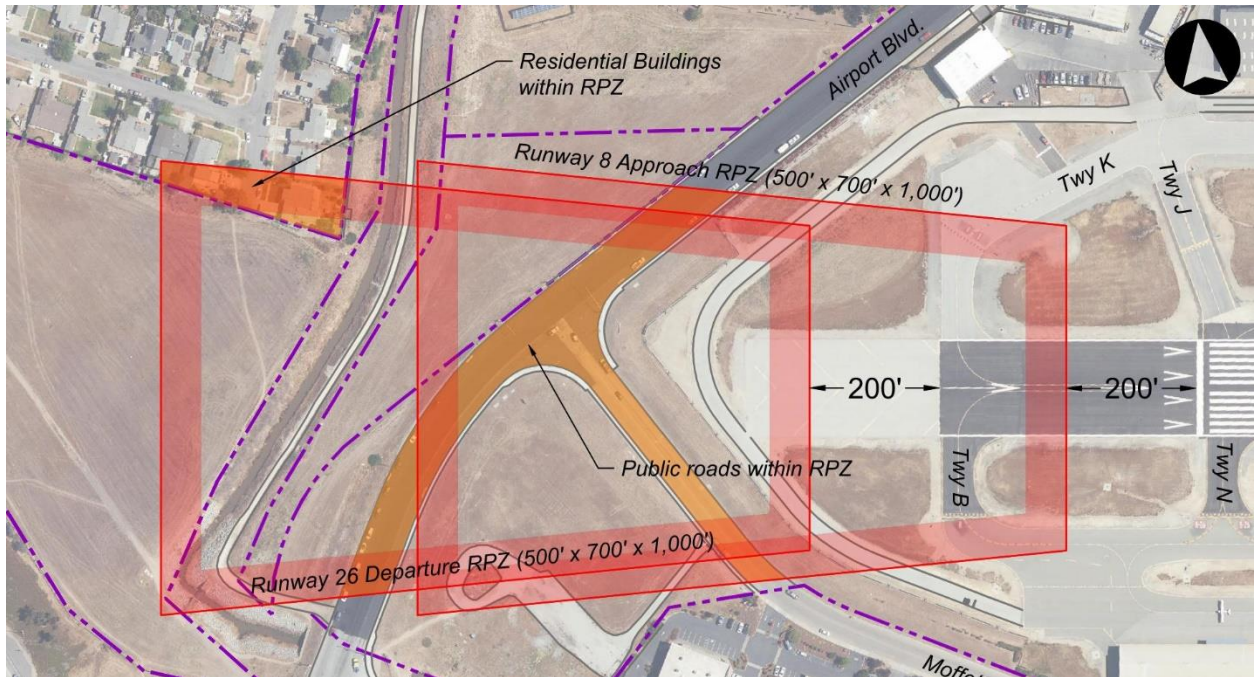 Residential Buildings
within RPZ
Airport Blvd.
Runway 8 Approach RPZ (500' x 700' x 1,000')
Twy K
Twy J
200'
200'
Public roads within RPZ
Twy B
Twy N
Runway 26 Departure RPZ (500' x 700' x 1,000')